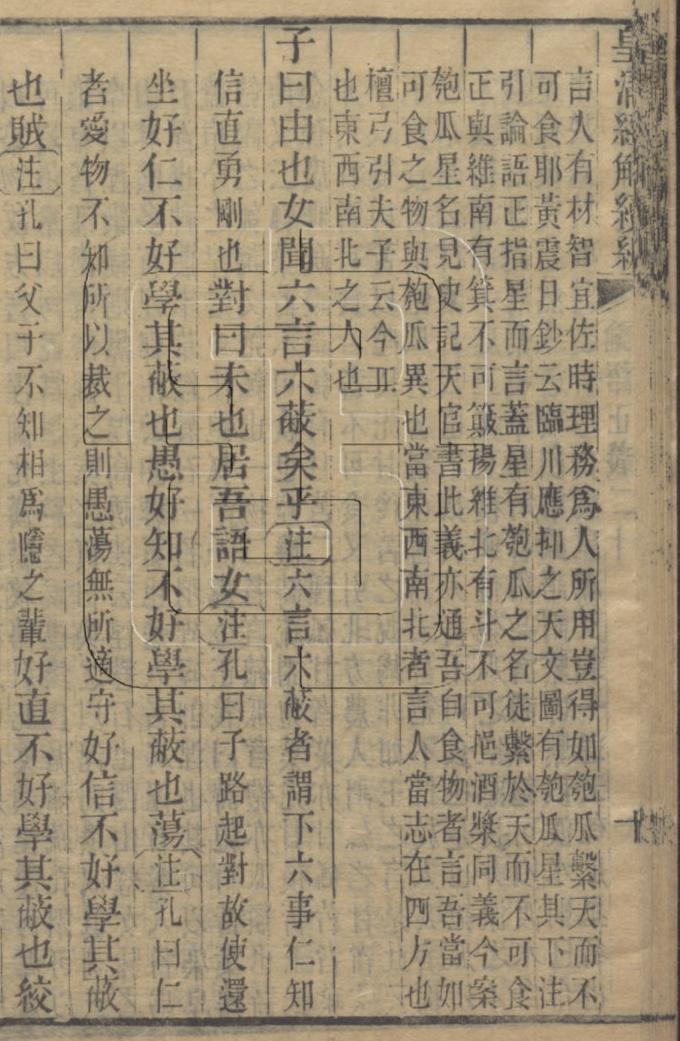 皇清經解續編
言人有材智宜佐時理務爲人所用豈得如匏瓜繫天而不
可食耶黃震日鈔云臨川應抑之天文圖有匏瓜星其下注
引論語正指星而言蓋星有匏瓜之名徒繫於天而不可食
正與維南有箕不可簸揚維北有斗不可挹酒漿同義今案
匏瓜星名見史記天官書此義亦通吾自食物者言吾當如
可食之物與匏瓜異也當東西南北者言人當志在四方也
檀弓引夫子云今丘
也東西南北之人也
子曰由也女聞六言六蔽矣乎注六言六蔽者謂下六事仁知
信直勇剛也對曰未也居吾語女注孔曰子路起對故使還
坐好仁不好學其蔽也愚好知不好學其蔽也蕩注孔曰仁
者愛物不知所以裁之則愚蕩無所適守好信不好學其蔽
也賊注孔曰父子不知相爲隱之輩好直不好學其蔽也絞